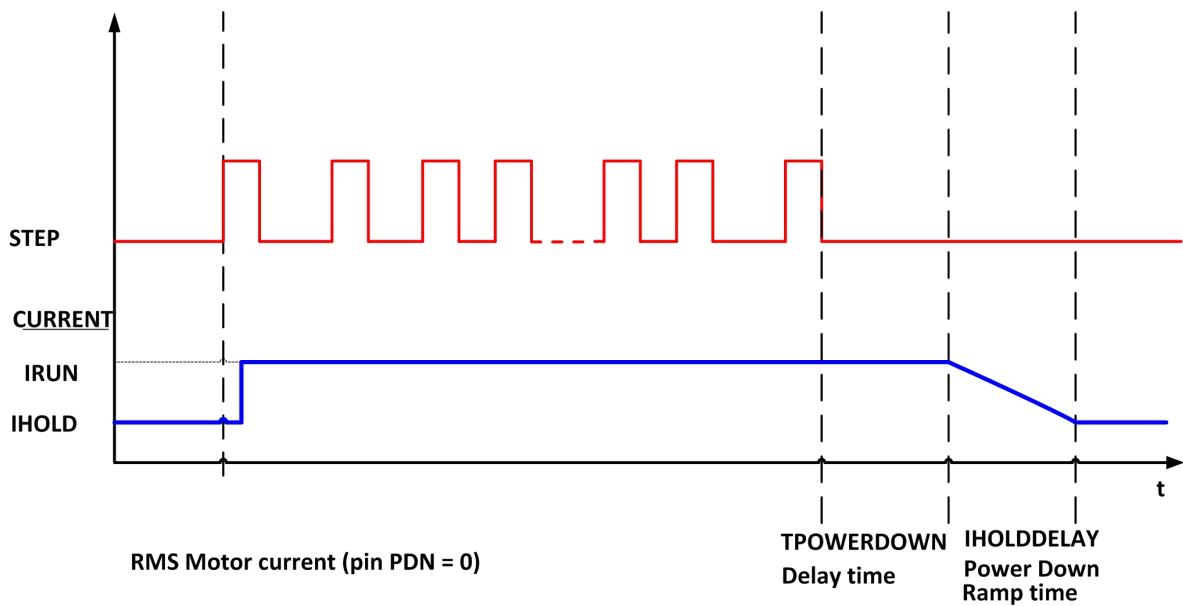 STEP
CURRENT
IRUN
IHOLD
t
RMS Motor current (pin PDN = 0)
TPOWERDOWN
Delay time
IHOLDDELAY
Power Down
Ramp time